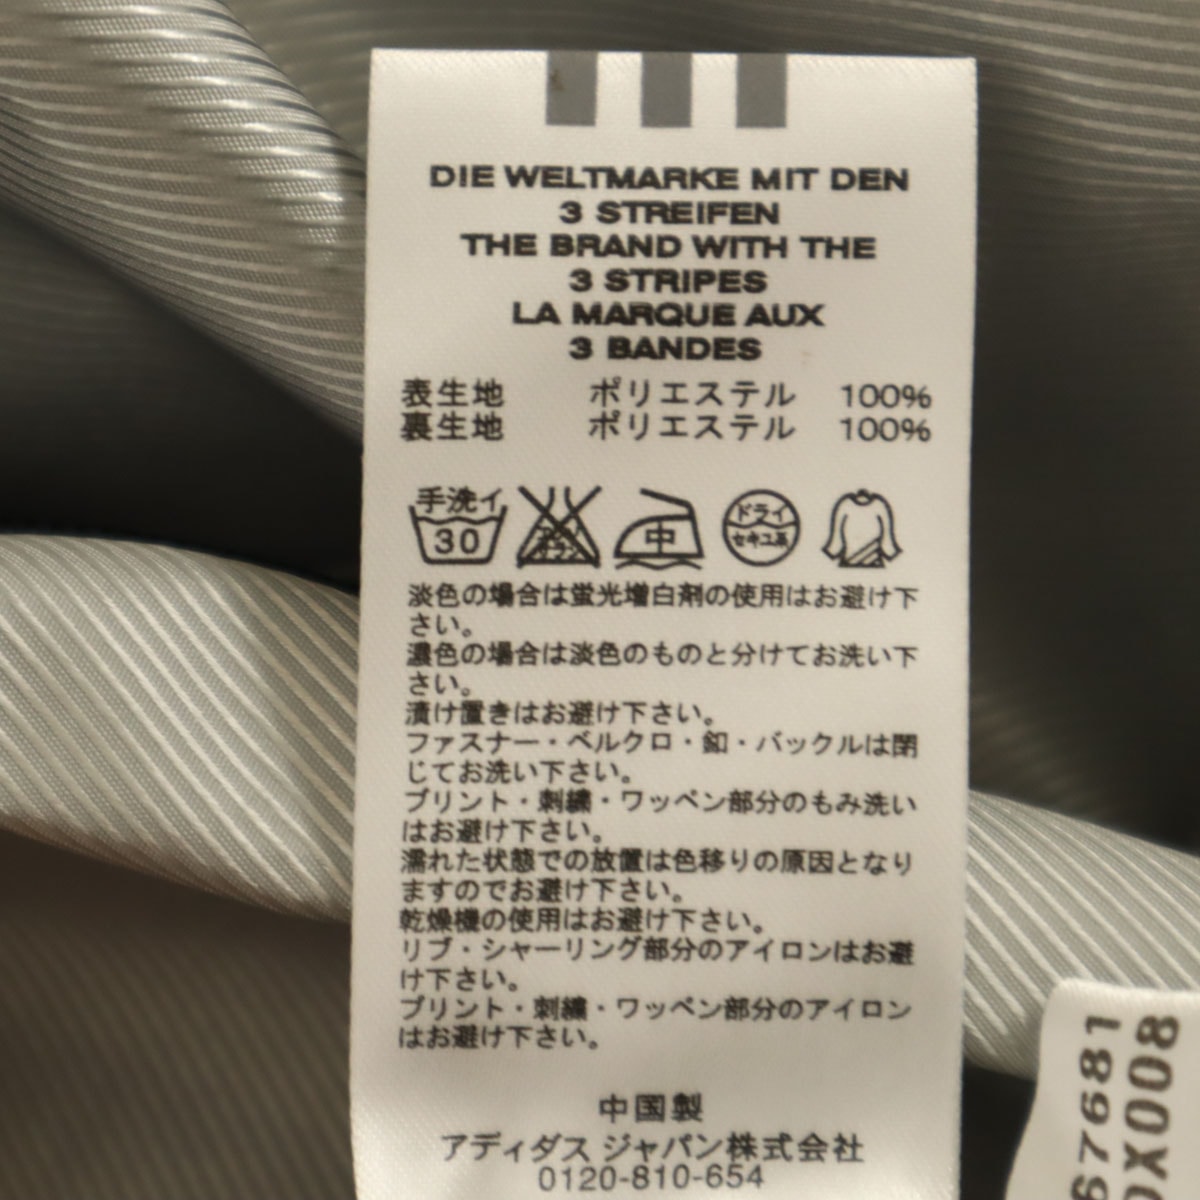 DIE WELTMARKE MIT DEN
3 STREIFEN
THE BRAND WITH THE
3 STRIPES
LA MARQUE AUX
3 BANDES
表生地 ポリエステル 100%
裏生地 ポリエステル 100%
手洗イ
30
中
ドライ
セキユ系
淡色の場合は蛍光増白剤の使用はお避け下
さい。
濃色の場合は淡色のものと分けてお洗い下
さい。
漬け置きはお避け下さい。
ファスナー・ベルクロ・釦・バックルは閉
じてお洗い下さい。
プリント・刺繍・ワッペン部分のもみ洗い
はお避け下さい。
濡れた状態での放置は色移りの原因となり
ますのでお避け下さい。
乾燥機の使用はお避け下さい。
リブ・シャーリング部分のアイロンはお避
け下さい。
プリント・刺繍・ワッペン部分のアイロン
はお避け下さい。
中国製
アディダス ジャパン株式会社
0120-810-654
67681
0X008